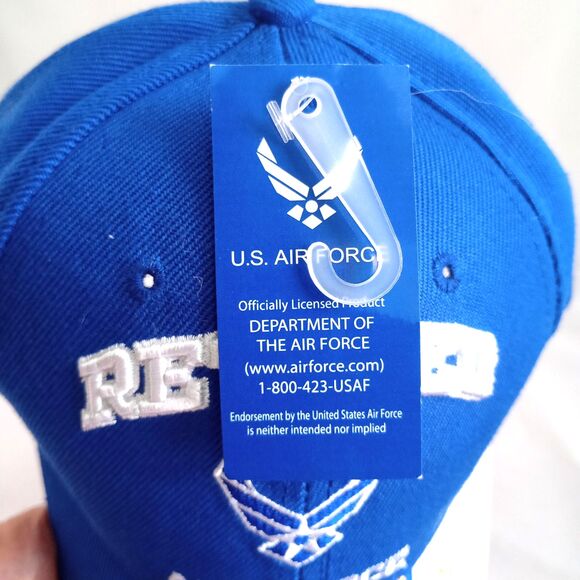 U.S. AIR FORCE
Officially Licensed Product
DEPARTMENT OF
THE AIR FORCE
(www.airforce.com)
1-800-423-USAF
Endorsement by the United States Air Force
is neither intended nor implied